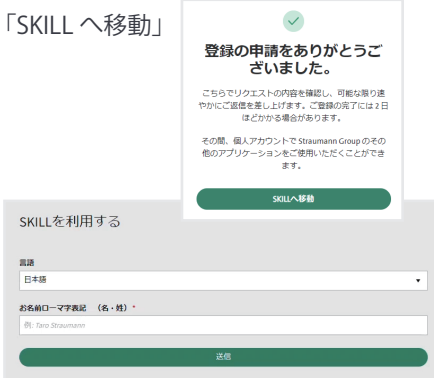 「SKILL へ移動」
登録の申請をありがとうご
ざいました。
こちらでリクエストの内容を確認し、可能な限り速
やかにご返信を差し上げます。ご登録の完了には2日
ほどかかる場合があります。
その間、個人アカウントで Straumann Group のその
他のアプリケーションをご使用いただくことができ
ます。
SKILLへ移動
SKILLを利用する
言語
日本語
お名前ローマ字表記 （名・姓）*
例: Taro Straumann
送信